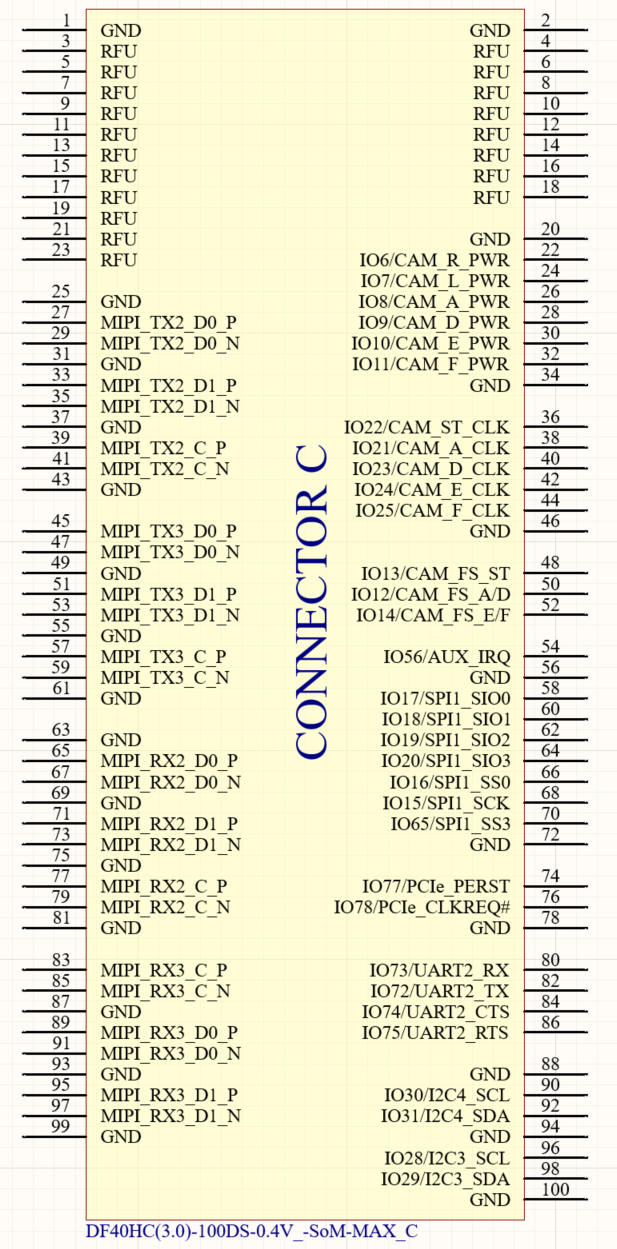 1 GND GND 2
3 RFU RFU 4
5 RFU RFU 6
7 RFU RFU 8
9 RFU RFU 10
11 RFU RFU 12
13 RFU RFU 14
15 RFU RFU 16
17 RFU RFU 18
19 RFU
21 RFU GND 20
23 RFU IO6/CAM_R_PWR 22
IO7/CAM_L_PWR 24
25 GND IO8/CAM_A_PWR 26
27 MIPI_TX2_D0_P IO9/CAM_D_PWR 28
29 MIPI_TX2_D0_N IO10/CAM_E_PWR 30
31 GND IO11/CAM_F_PWR 32
33 MIPI_TX2_D1_P GND 34
35 MIPI_TX2_D1_N
37 GND IO22/CAM_ST_CLK 36
39 MIPI_TX2_C_P IO21/CAM_A_CLK 38
41 MIPI_TX2_C_N IO23/CAM_D_CLK 40
43 GND IO24/CAM_E_CLK 42
IO25/CAM_F_CLK 44
45 MIPI_TX3_D0_P GND 46
47 MIPI_TX3_D0_N
49 GND IO13/CAM_FS_ST 48
51 MIPI_TX3_D1_P IO12/CAM_FS_A/D 50
53 MIPI_TX3_D1_N IO14/CAM_FS_E/F 52
55 GND
57 MIPI_TX3_C_P IO56/AUX_IRQ 54
59 MIPI_TX3_C_N GND 56
61 GND IO17/SPI1_SIO0 58
IO18/SPI1_SIO1 60
63 GND IO19/SPI1_SIO2 62
65 MIPI_RX2_D0_P IO20/SPI1_SIO3 64
67 MIPI_RX2_D0_N IO16/SPI1_SS0 66
69 GND IO15/SPI1_SCK 68
71 MIPI_RX2_D1_P IO65/SPI1_SS3 70
73 MIPI_RX2_D1_N GND 72
75 GND
77 MIPI_RX2_C_P IO77/PCIe_PERST 74
79 MIPI_RX2_C_N IO78/PCIe_CLKREQ# 76
81 GND GND 78
83 MIPI_RX3_C_P IO73/UART2_RX 80
85 MIPI_RX3_C_N IO72/UART2_TX 82
87 GND IO74/UART2_CTS 84
89 MIPI_RX3_D0_P IO75/UART2_RTS 86
91 MIPI_RX3_D0_N
93 GND GND 88
95 MIPI_RX3_D1_P IO30/I2C4_SCL 90
97 MIPI_RX3_D1_N IO31/I2C4_SDA 92
99 GND GND 94
IO28/I2C3_SCL 96
IO29/I2C3_SDA 98
GND 100
CONNECTOR C
DF40HC(3.0)-100DS-0.4V_-SoM-MAX_C